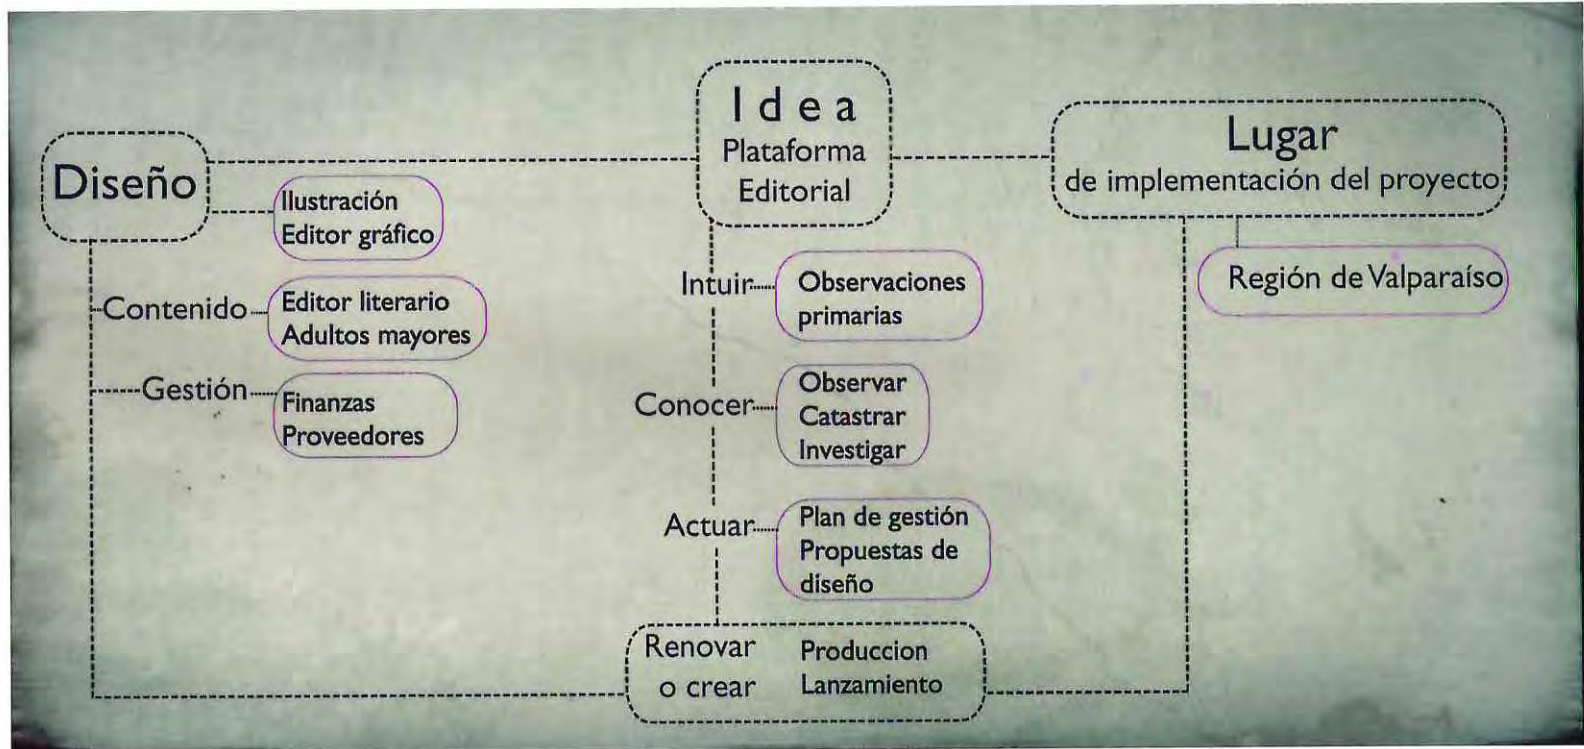 Idea
Plataforma
Editorial
Diseño
Ilustración
Editor gráfico
Contenido
Editor literario
Adultos mayores
Gestión
Finanzas
Proveedores
Intuir
Observaciones
primarias
Conocer
Observar
Catastrar
Investigar
Actuar
Plan de gestión
Propuestas de
diseño
Renovar
o crear
Produccion
Lanzamiento
Lugar
de implementación del proyecto
Región de Valparaíso